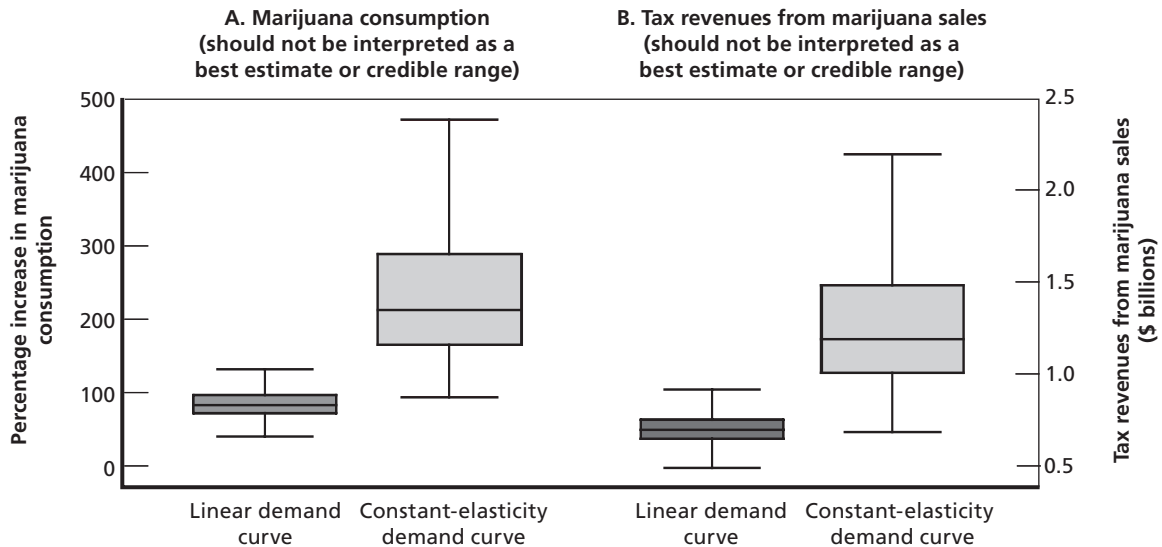 A. Marijuana consumption
(should not be interpreted as a
best estimate or credible range)
B. Tax revenues from marijuana sales
(should not be interpreted as a
best estimate or credible range)
Percentage increase in marijuana
consumption
500
400
300
200
100
0
2.5
2.0
1.5
1.0
0.5
Tax revenues from marijuana sales
($ billions)
Linear demand
curve
Constant-elasticity
demand curve
Linear demand
curve
Constant-elasticity
demand curve